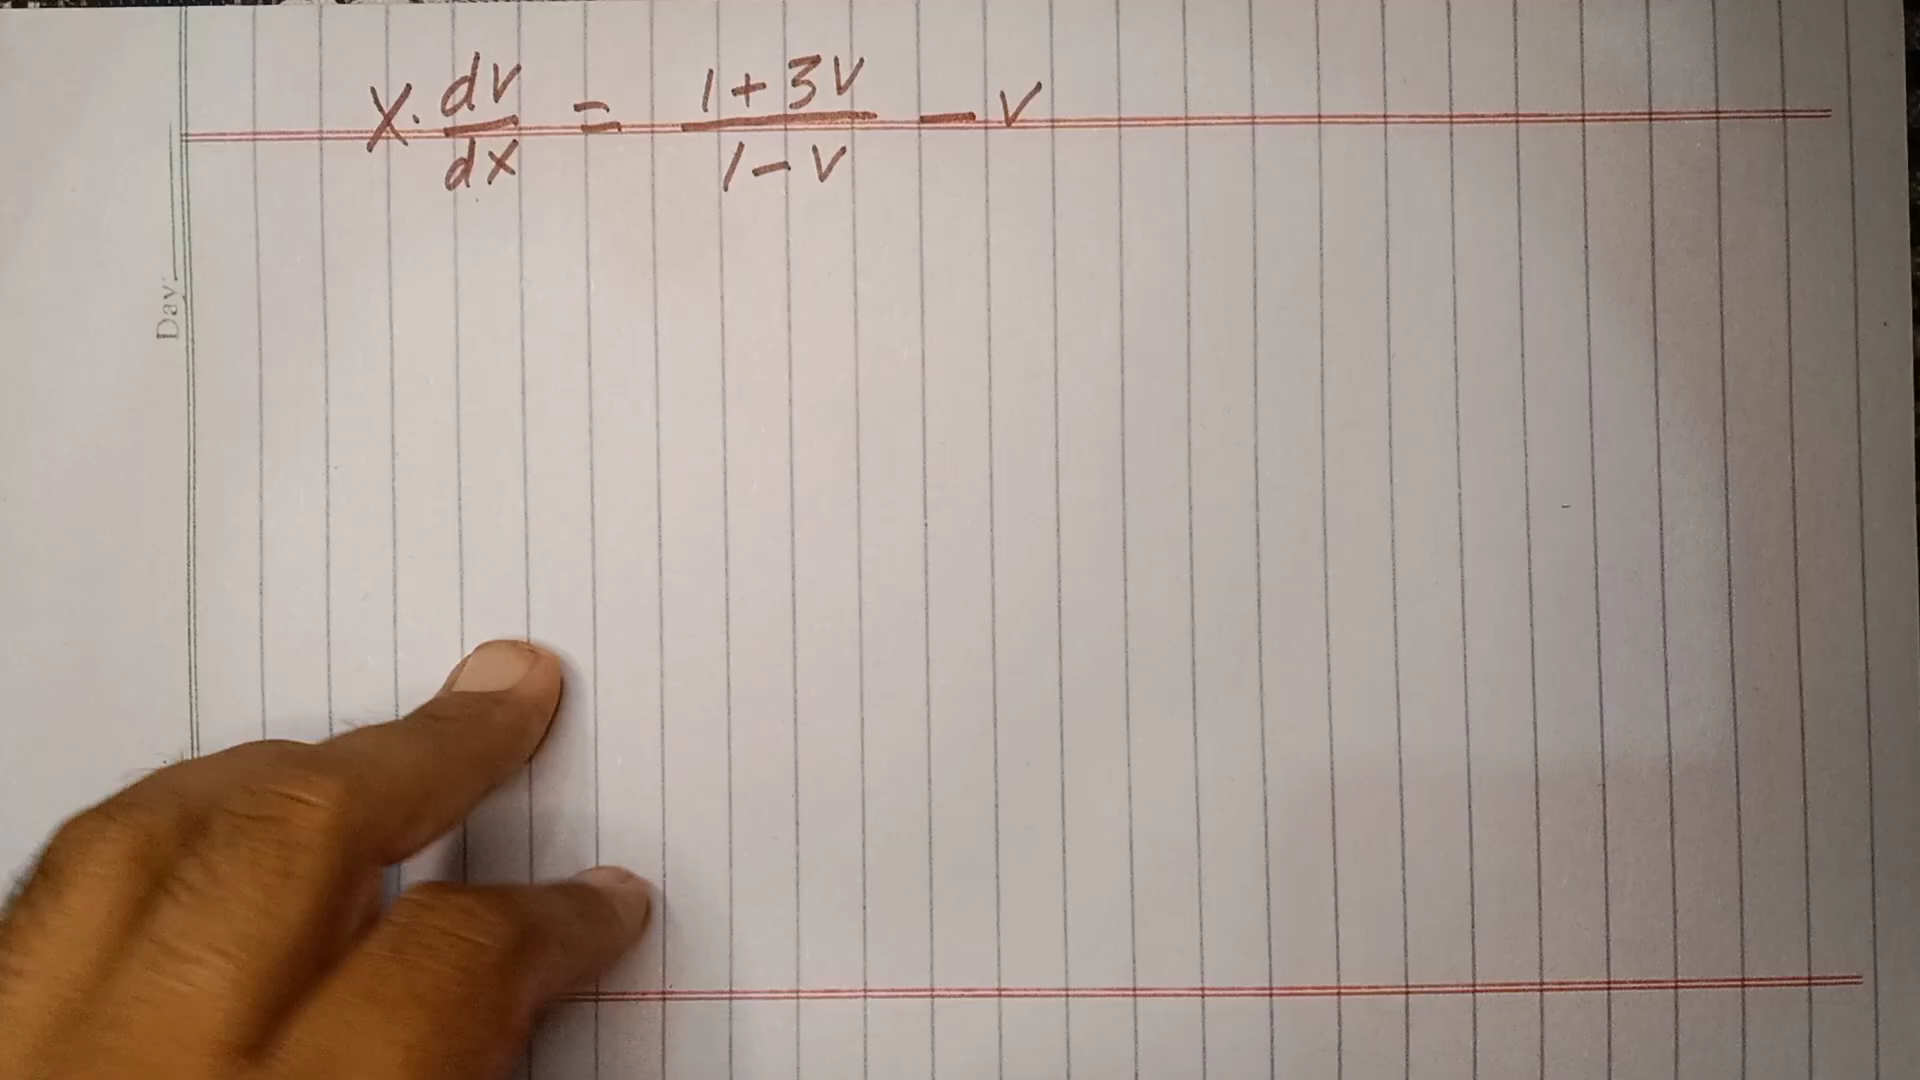 x · dv/dx = (1 + 3v)/(1 - v) - v
Day: